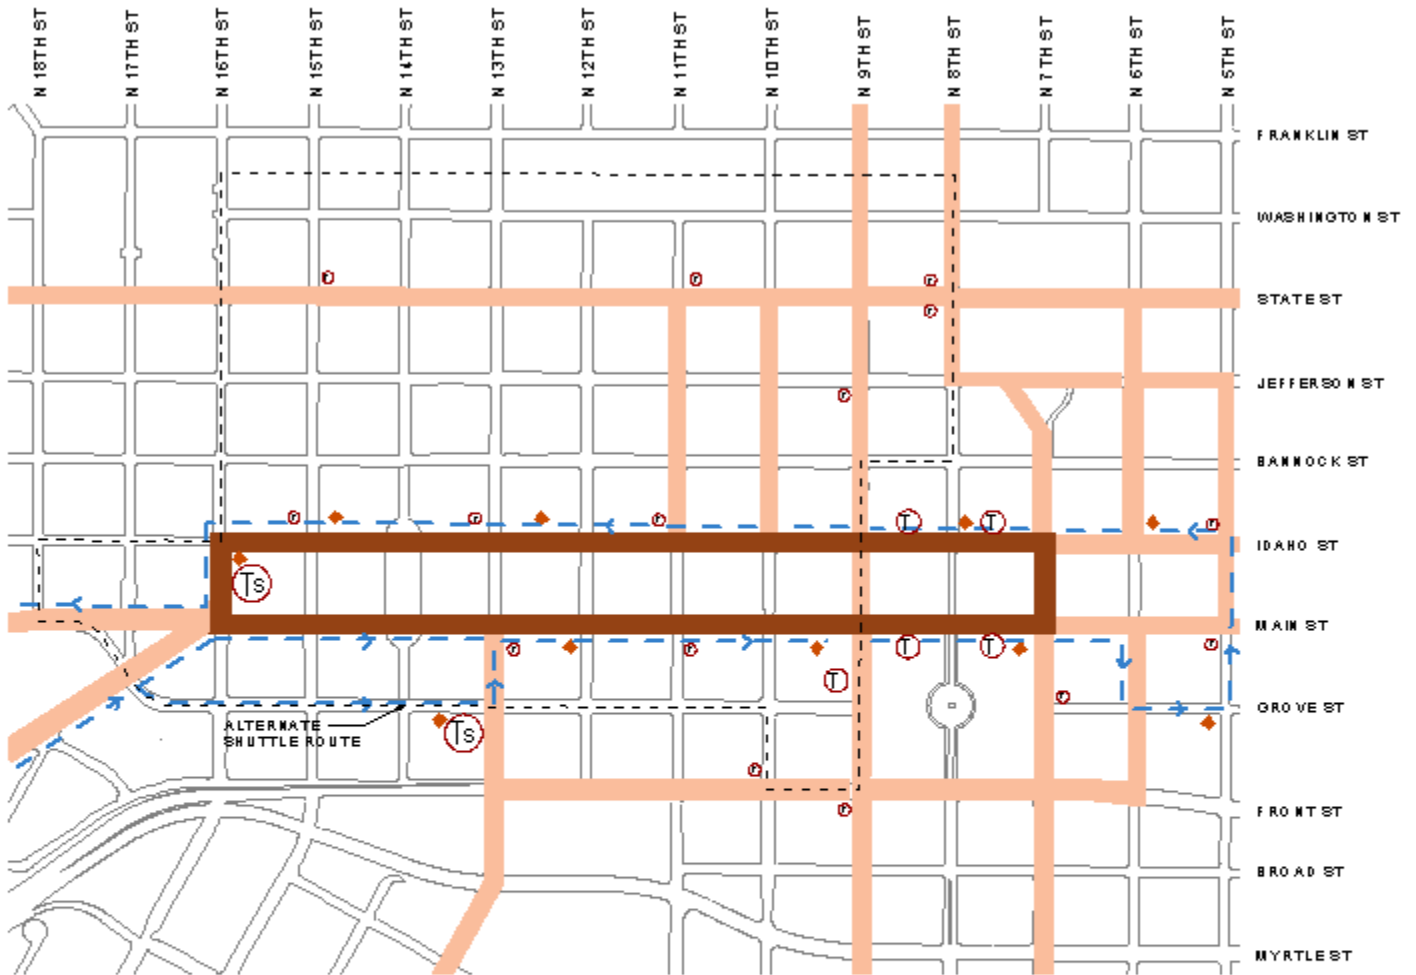 N 18TH ST
N 17TH ST
N 16TH ST
N 15TH ST
N 14TH ST
N 13TH ST
N 12TH ST
N 11TH ST
N 10TH ST
N 9TH ST
N 8TH ST
N 7TH ST
N 6TH ST
N 5TH ST
FRANKLIN ST
WASHINGTON ST
r
r
r
STATE ST
r
JEFFERSON ST
r
BANNOCK ST
r
r
r
T
T
r
IDAHO ST
Ts
MAIN ST
r
r
T
T
r
T
r
GROVE ST
ALTERNATE
SHUTTLE ROUTE
Ts
r
r
FRONT ST
BROAD ST
MYRTLE ST